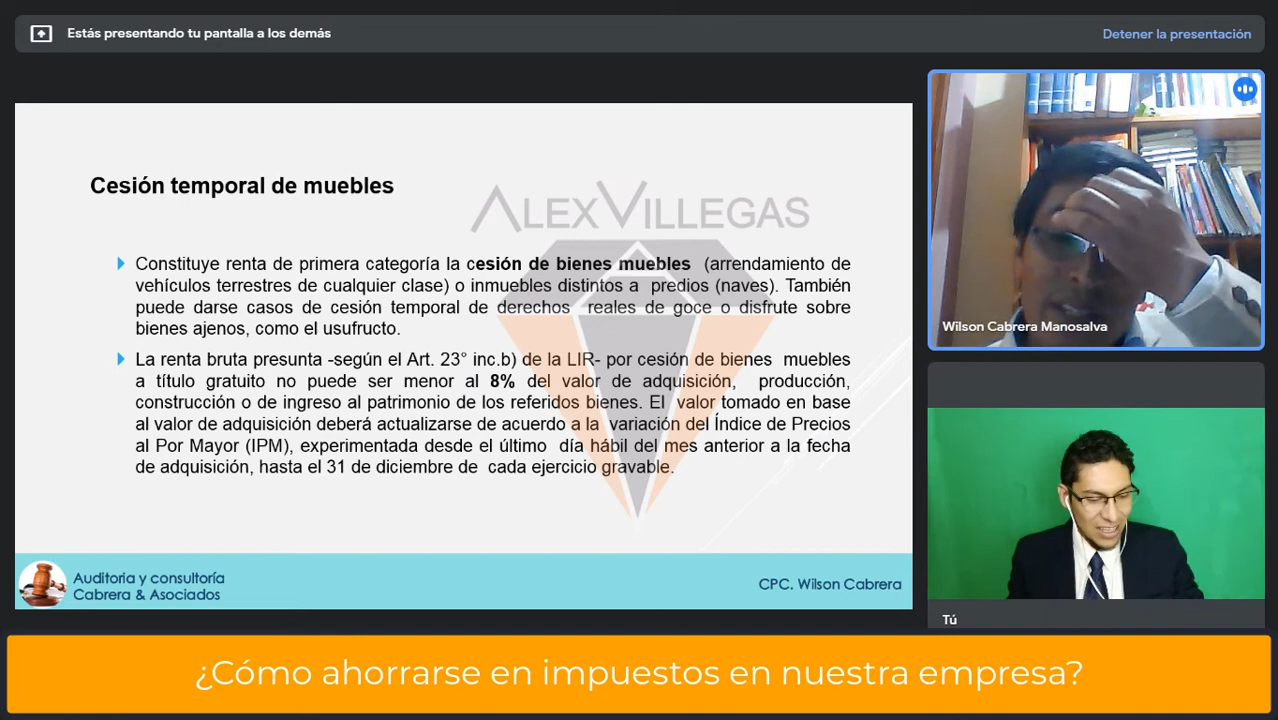 Estás presentando tu pantalla a los demás
Detener la presentación
Cesión temporal de muebles
ALEXVILLEGAS
Constituye renta de primera categoría la cesión de bienes muebles (arrendamiento de
vehículos terrestres de cualquier clase) o inmuebles distintos a predios (naves). También
puede darse casos de cesión temporal de derechos reales de goce o disfrute sobre
bienes ajenos, como el usufructo.
La renta bruta presunta -según el Art. 23° inc.b) de la LIR- por cesión de bienes muebles
a título gratuito no puede ser menor al 8% del valor de adquisición, producción,
construcción o de ingreso al patrimonio de los referidos bienes. El valor tomado en base
al valor de adquisición deberá actualizarse de acuerdo a la variación del Índice de Precios
al Por Mayor (IPM), experimentada desde el último día hábil del mes anterior a la fecha
de adquisición, hasta el 31 de diciembre de cada ejercicio gravable.
Auditoria y consultoría
Cabrera & Asociados
CPC. Wilson Cabrera
Wilson Cabrera Manosalva
Tú
¿Cómo ahorrarse en impuestos en nuestra empresa?